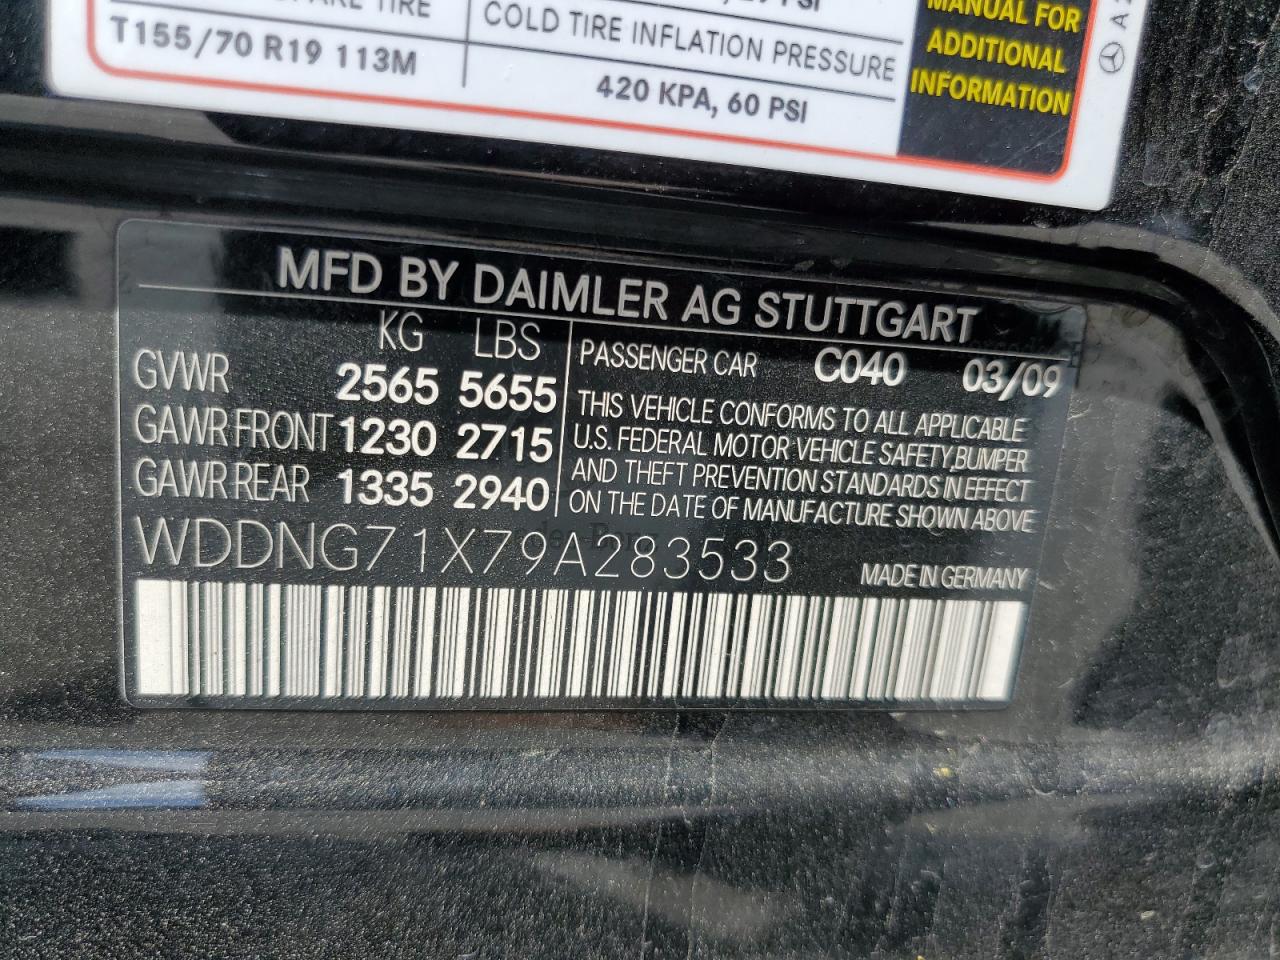 TIRE
T155/70 R19 113M
COLD TIRE INFLATION PRESSURE
420 KPA, 60 PSI
MANUAL FOR
ADDITIONAL
INFORMATION
MFD BY DAIMLER AG STUTTGART
KG LBS
GVWR 2565 5655
GAWR FRONT 1230 2715
GAWR REAR 1335 2940
PASSENGER CAR C040 03/09
THIS VEHICLE CONFORMS TO ALL APPLICABLE
U.S. FEDERAL MOTOR VEHICLE SAFETY,BUMPER
AND THEFT PREVENTION STANDARDS IN EFFECT
ON THE DATE OF MANUFACTURE SHOWN ABOVE
WDDNG71X79A283533
MADE IN GERMANY